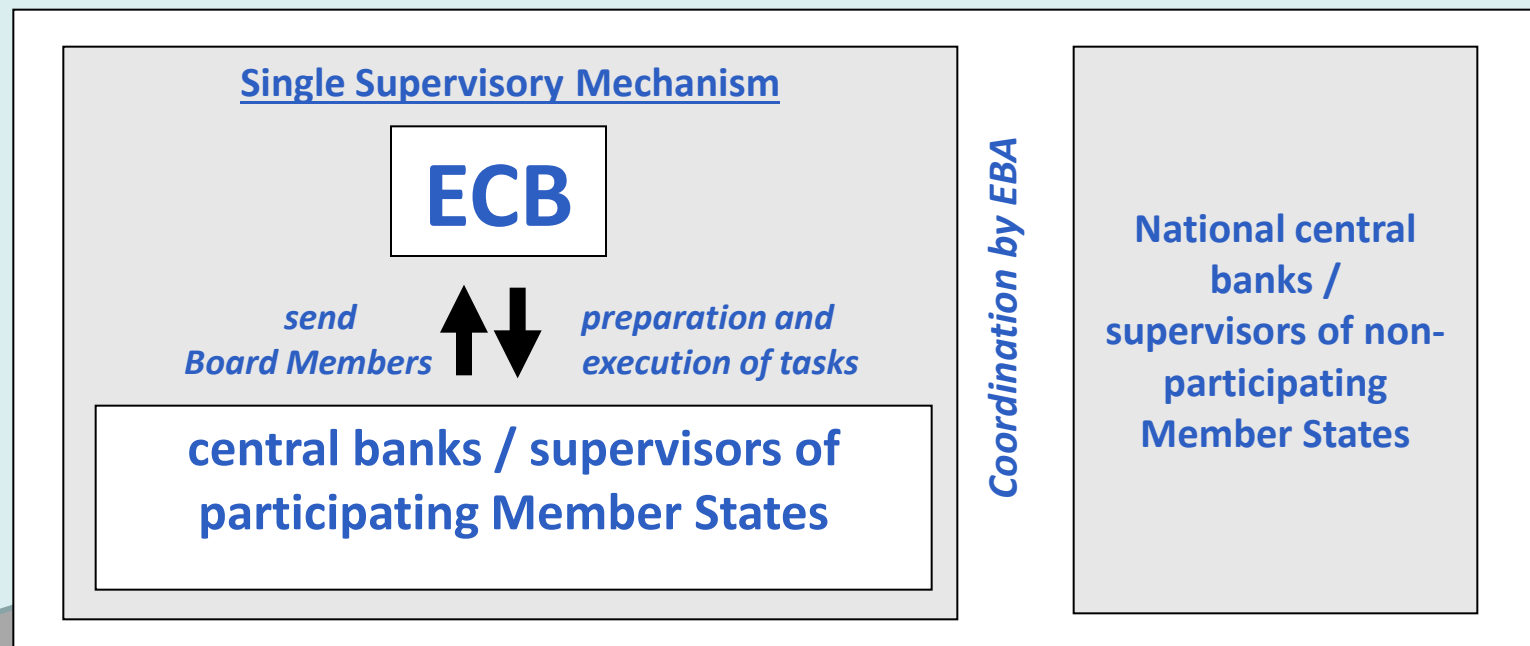 Single Supervisory Mechanism
ECB
send
Board Members
preparation and
execution of tasks
central banks / supervisors of
participating Member States
Coordination by EBA
National central
banks /
supervisors of non-
participating
Member States